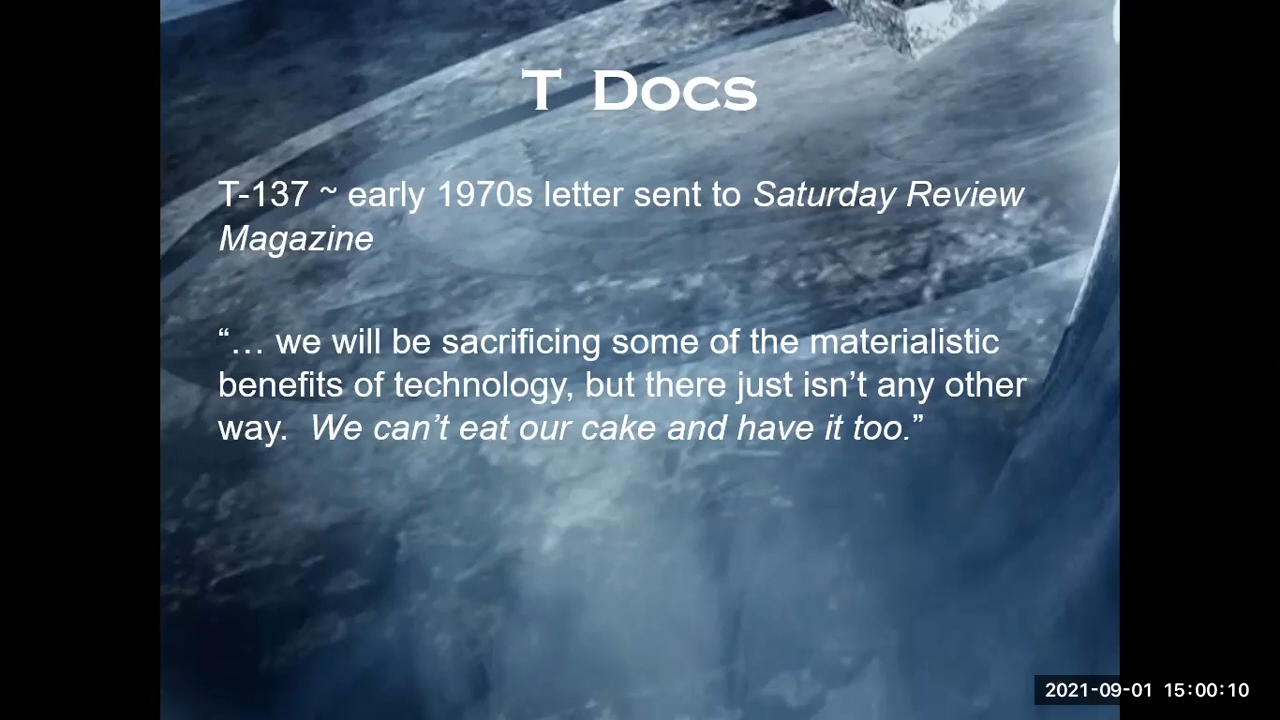 T Docs
T-137 ~ early 1970s letter sent to Saturday Review
Magazine
“… we will be sacrificing some of the materialistic
benefits of technology, but there just isn’t any other
way.  We can’t eat our cake and have it too.”
2021-09-01 15:00:10